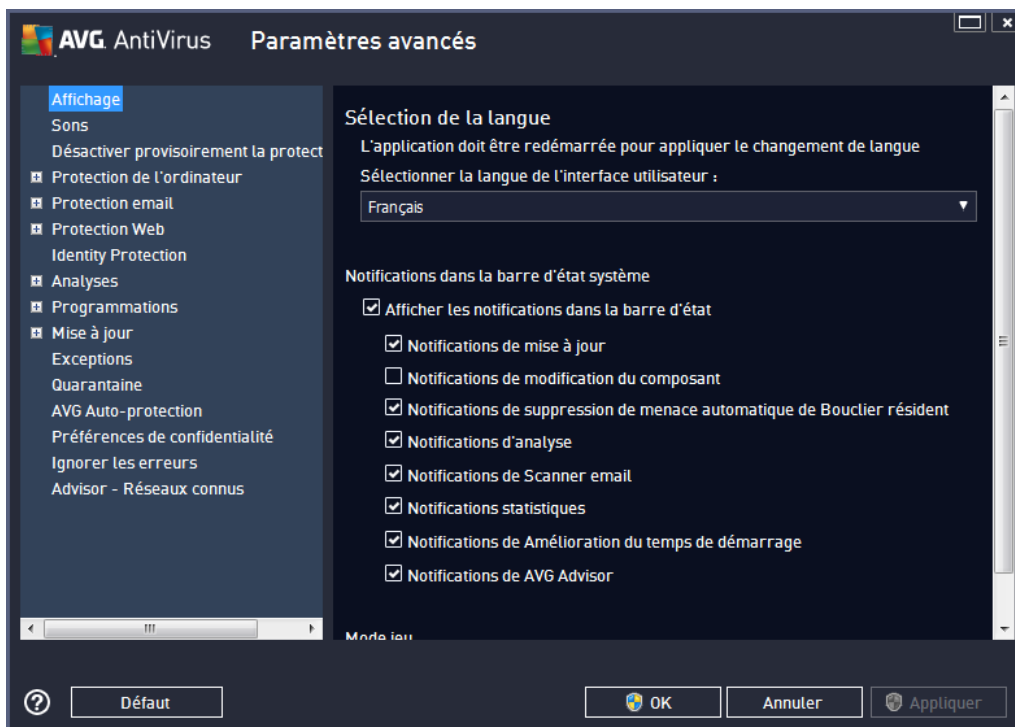 AVG. AntiVirus Paramètres avancés
Affichage
Sons
Désactiver provisoirement la protect
Protection de l'ordinateur
Protection email
Protection Web
Identity Protection
Analyses
Programmations
Mise à jour
Exceptions
Quarantaine
AVG Auto-protection
Préférences de confidentialité
Ignorer les erreurs
Advisor - Réseaux connus
Sélection de la langue
L'application doit être redémarrée pour appliquer le changement de langue
Sélectionner la langue de l'interface utilisateur :
Français
Notifications dans la barre d'état système
Afficher les notifications dans la barre d'état
Notifications de mise à jour
Notifications de modification du composant
Notifications de suppression de menace automatique de Bouclier résident
Notifications d'analyse
Notifications de Scanner email
Notifications statistiques
Notifications de Amélioration du temps de démarrage
Notifications de AVG Advisor
Mode jeu
? Défaut OK Annuler Appliquer